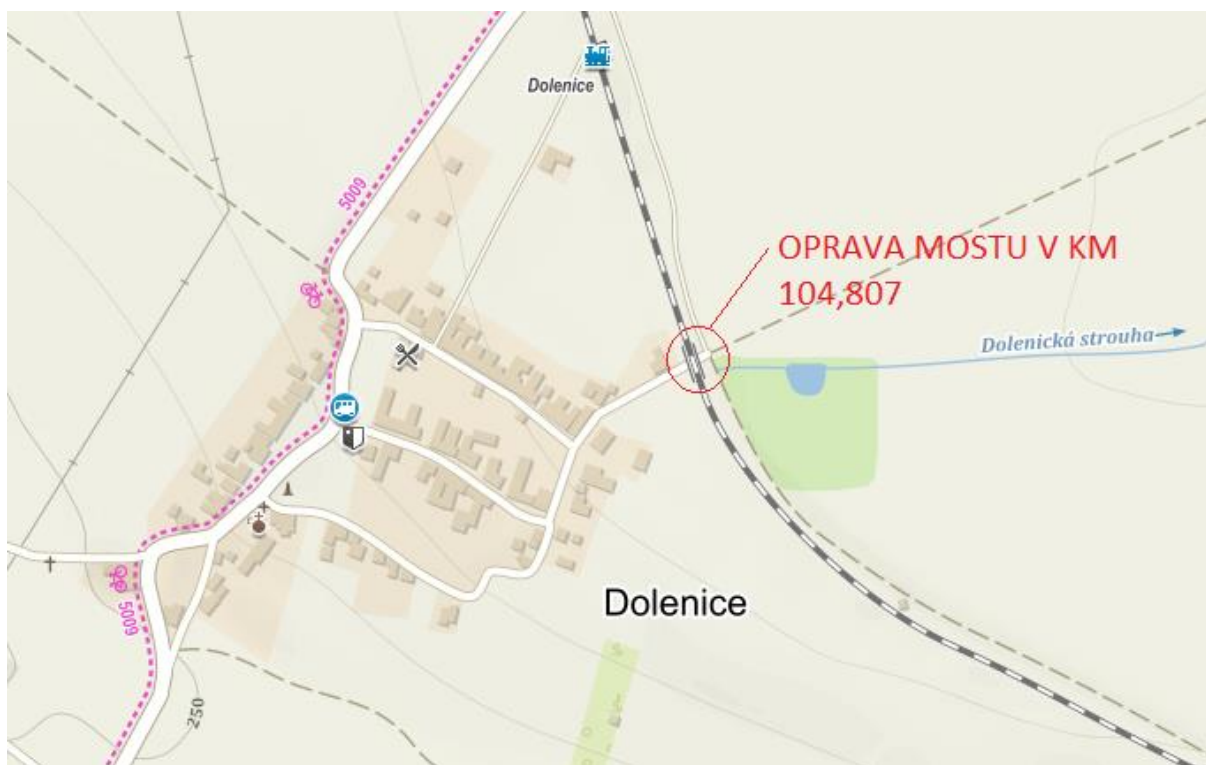 Dolenice
5009
OPRAVA MOSTU V KM
104,807
Dolenická strouha
Dolenice
5009
250